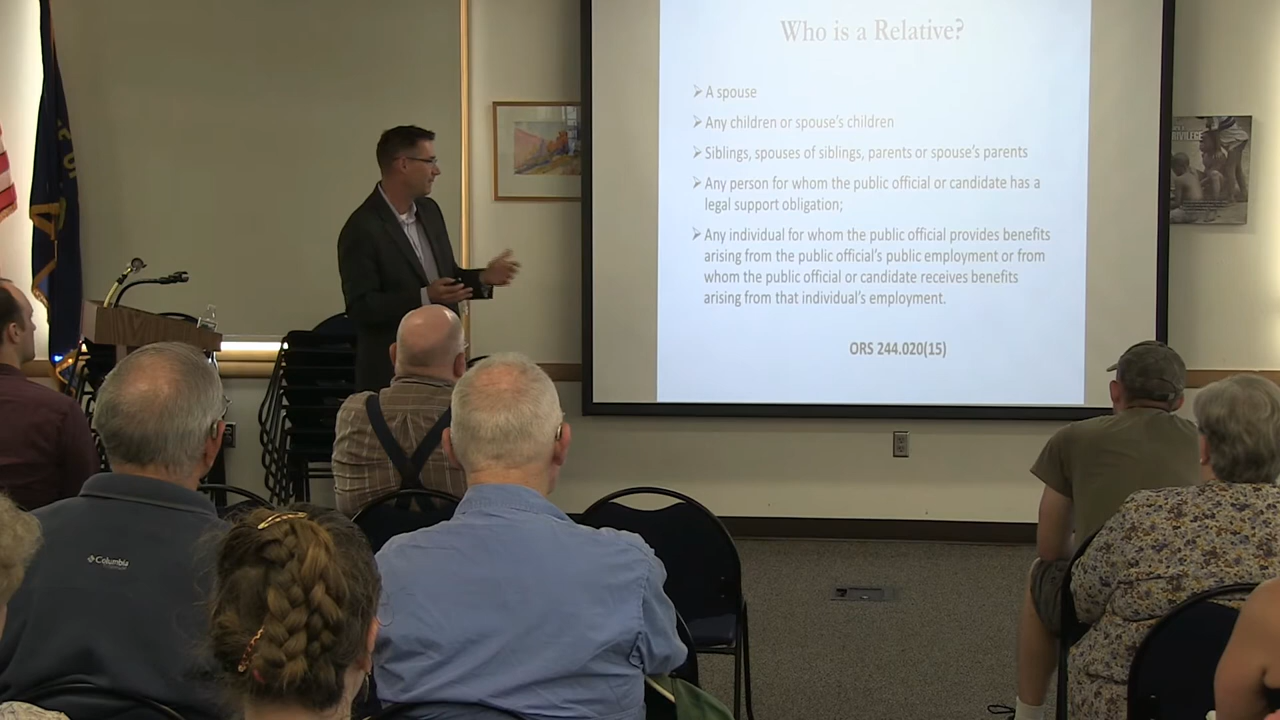 Who is a Relative?
➢ A spouse
➢ Any children or spouse's children
➢ Siblings, spouses of siblings, parents or spouse's parents
➢ Any person for whom the public official or candidate has a
legal support obligation;
➢ Any individual for whom the public official provides benefits
arising from the public official's public employment or from
whom the public official or candidate receives benefits
arising from that individual's employment.
ORS 244.020(15)
Columbia